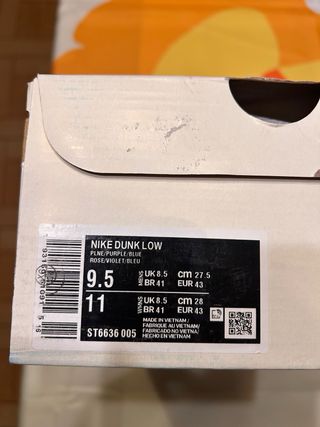 NIKE DUNK LOW
PLNE/PURPLE/BLUE
ROSE/VIOLET/BLEU
9.5 MENS UK 8.5 cm 27.5
BR 41 EUR 43
11 WMNS UK 8.5 cm 28
BR 41 EUR 43
ST6636 005
MADE IN VIETNAM/
FABRIQUÉ AU VIETNAM/
FABRICADO NO VIETNÃ/
HECHO EN VIETNAM